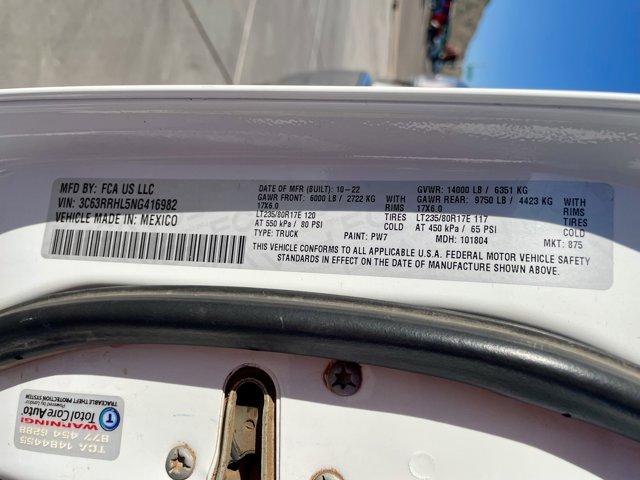 MFD BY: FCA US LLC
VIN: 3C63RRHL5NG416982
VEHICLE MADE IN: MEXICO
DATE OF MFR (BUILT): 10-22
GAWR FRONT: 6000 LB / 2722 KG WITH
17X6.0 RIMS
LT235/80R17E 120 TIRES
AT 550 kPa / 80 PSI COLD
TYPE: TRUCK PAINT: PW7
GVWR: 14000 LB / 6351 KG
GAWR REAR: 9750 LB / 4423 KG WITH
17X6.0 RIMS
LT235/80R17E 117 TIRES
AT 450 kPa / 65 PSI COLD
MDH: 101804 MKT: 875
THIS VEHICLE CONFORMS TO ALL APPLICABLE U.S.A. FEDERAL MOTOR VEHICLE SAFETY
STANDARDS IN EFFECT ON THE DATE OF MANUFACTURE SHOWN ABOVE.
TCA 1484455
877 454 6288
WARNING!
Total Care
Auto
TRACEABLE THEFT PROTECTION SYSTEM